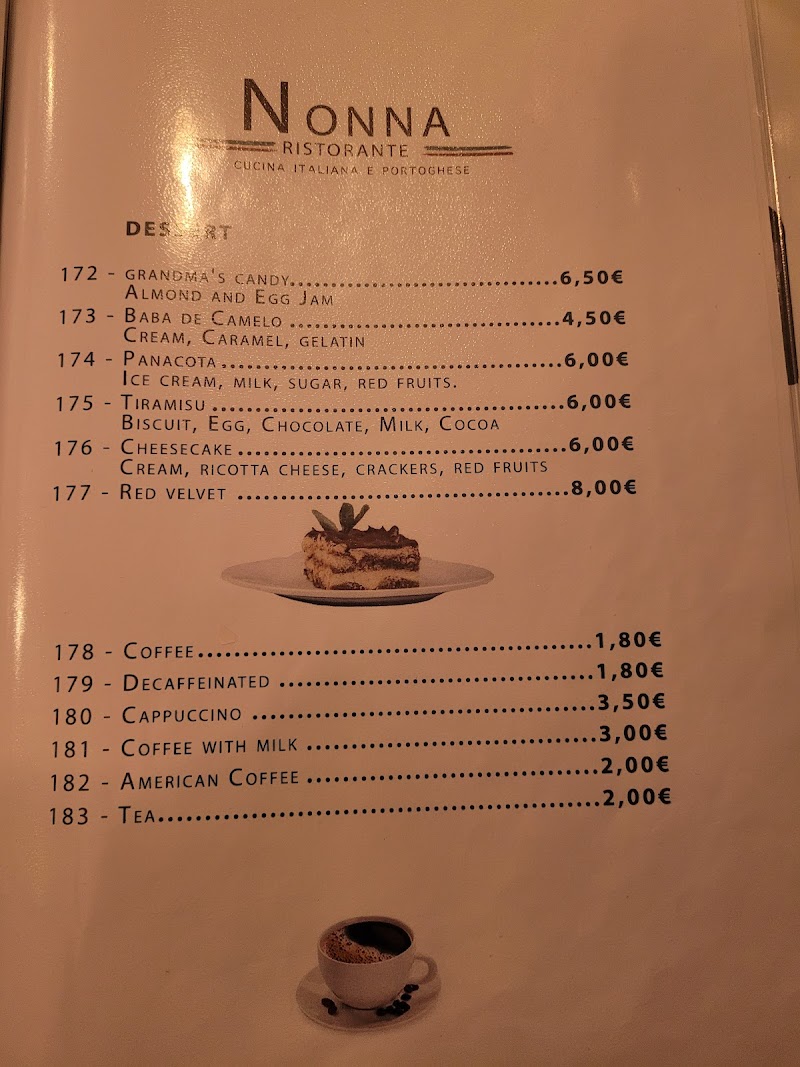 NONNA
RISTORANTE
CUCINA ITALIANA E PORTOGHESE
DESSERT
172 - GRANDMA'S CANDY........................................6,50€
ALMOND AND EGG JAM
173 - BABA DE CAMELO ........................................4,50€
CREAM, CARAMEL, GELATIN
174 - PANACOTA........................................6,00€
ICE CREAM, MILK, SUGAR, RED FRUITS.
175 - TIRAMISU ........................................6,00€
BISCUIT, EGG, CHOCOLATE, MILK, COCOA
176 - CHEESECAKE ........................................6,00€
CREAM, RICOTTA CHEESE, CRACKERS, RED FRUITS
177 - RED VELVET ........................................8,00€
178 - COFFEE........................................1,80€
179 - DECAFFEINATED ........................................1,80€
180 - CAPPUCCINO ........................................3,50€
181 - COFFEE WITH MILK ........................................3,00€
182 - AMERICAN COFFEE ........................................2,00€
183 - TEA........................................2,00€